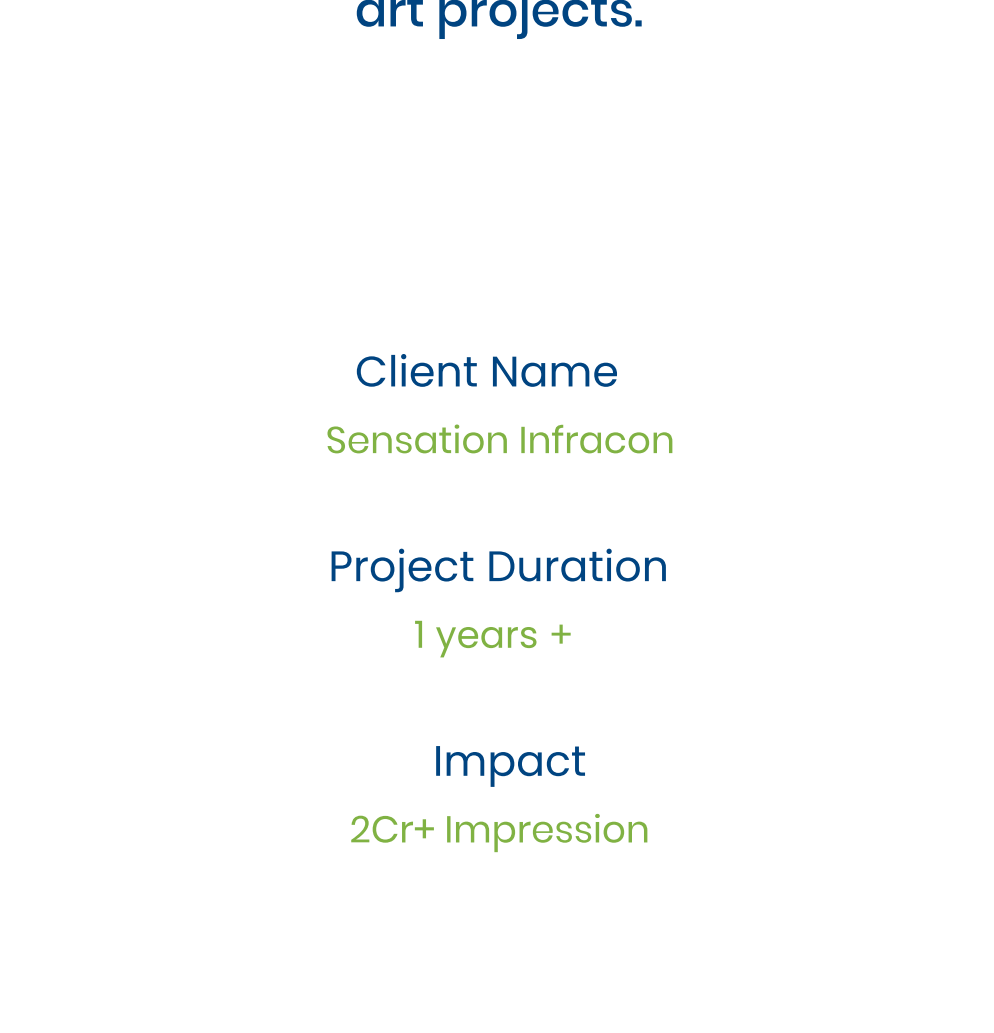 art projects.
Client Name
Sensation Infracon
Project Duration
1 years +
Impact
2Cr+ Impression